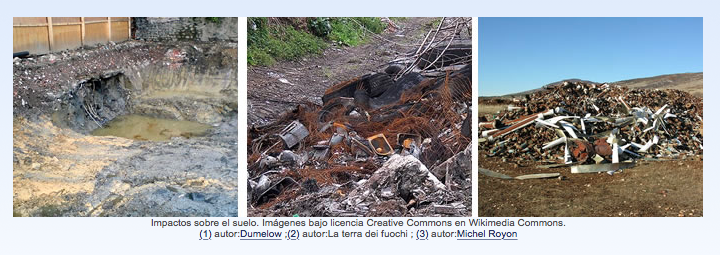 Impactos sobre el suelo. Imágenes bajo licencia Creative Commons en Wikimedia Commons.
(1) autor:Dumelow ;(2) autor:La terra dei fuochi ; (3) autor:Michel Royon